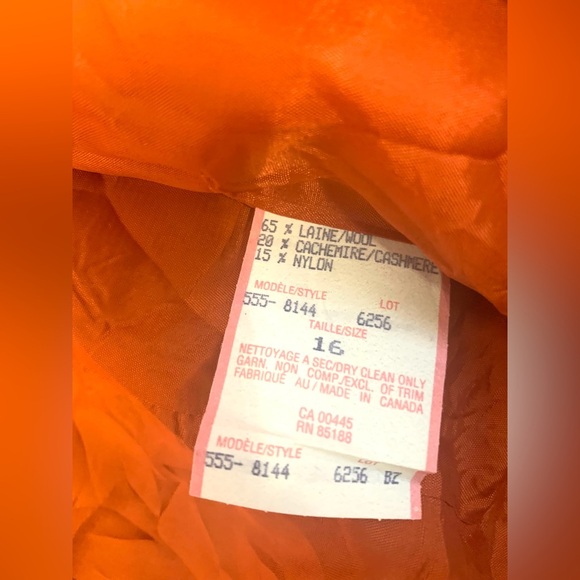 65 % LAINE/WOOL
20 % CACHEMIRE/CASHMERE
15 % NYLON
MODÈLE/STYLE LOT
555- 8144 6256
TAILLE/SIZE
16
NETTOYAGE A SEC/DRY CLEAN ONLY
GARN. NON COMP./EXCL. OF TRIM
FABRIQUÉ AU / MADE IN CANADA
CA 00445
RN 85188
MODÈLE/STYLE LOT
555- 8144 6256 BZ